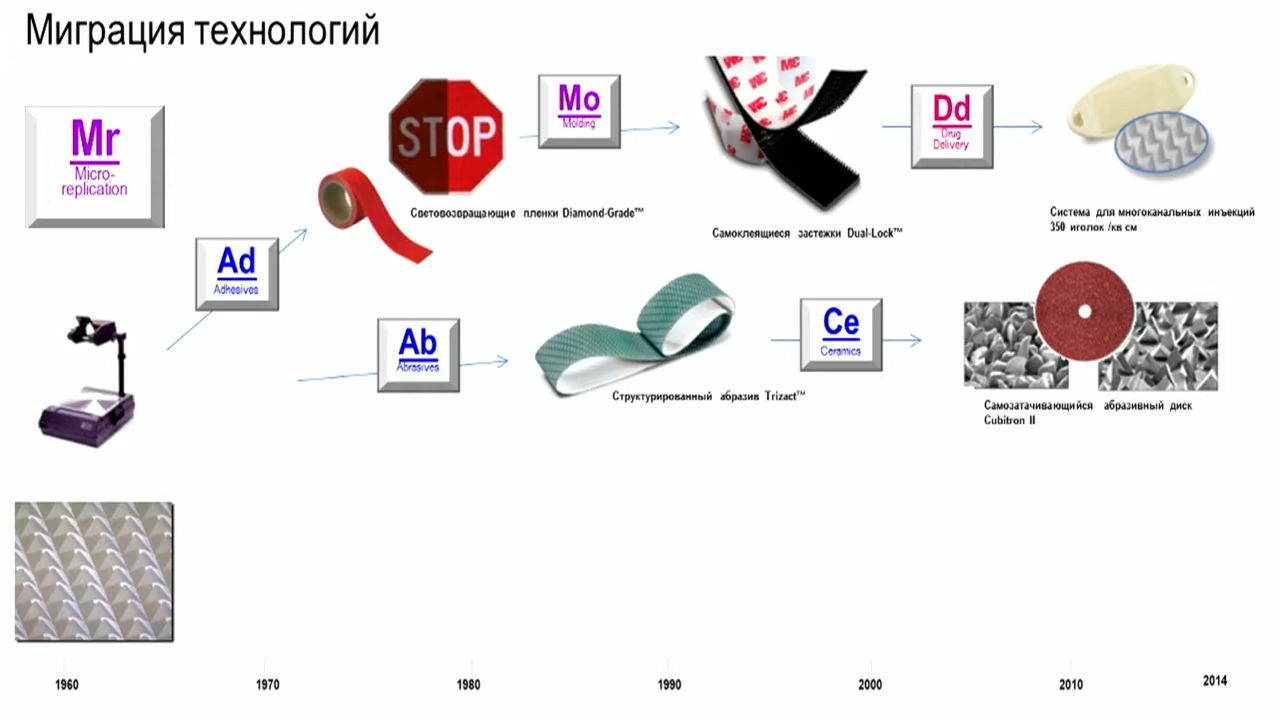 Миграция технологий
Mr
Micro-
replication
Ad
Adhesives
STOP
Mo
Molding
Световозвращающие пленки Diamond-Grade™
3M
Самоклеящиеся застежки Dual-Lock™
Dd
Drug
Delivery
Система для многоканальных инъекций
350 иголок /кв см
Ab
Abrasives
Структурированный абразив Trizact™
Ce
Ceramics
Самозатачивающийся абразивный диск
Cubitron II
1960 1970 1980 1990 2000 2010 2014